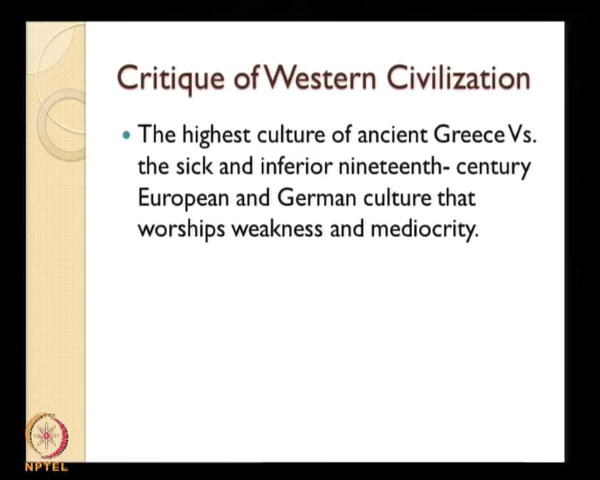 Critique of Western Civilization
• The highest culture of ancient Greece Vs.
the sick and inferior nineteenth- century
European and German culture that
worships weakness and mediocrity.
NPTEL